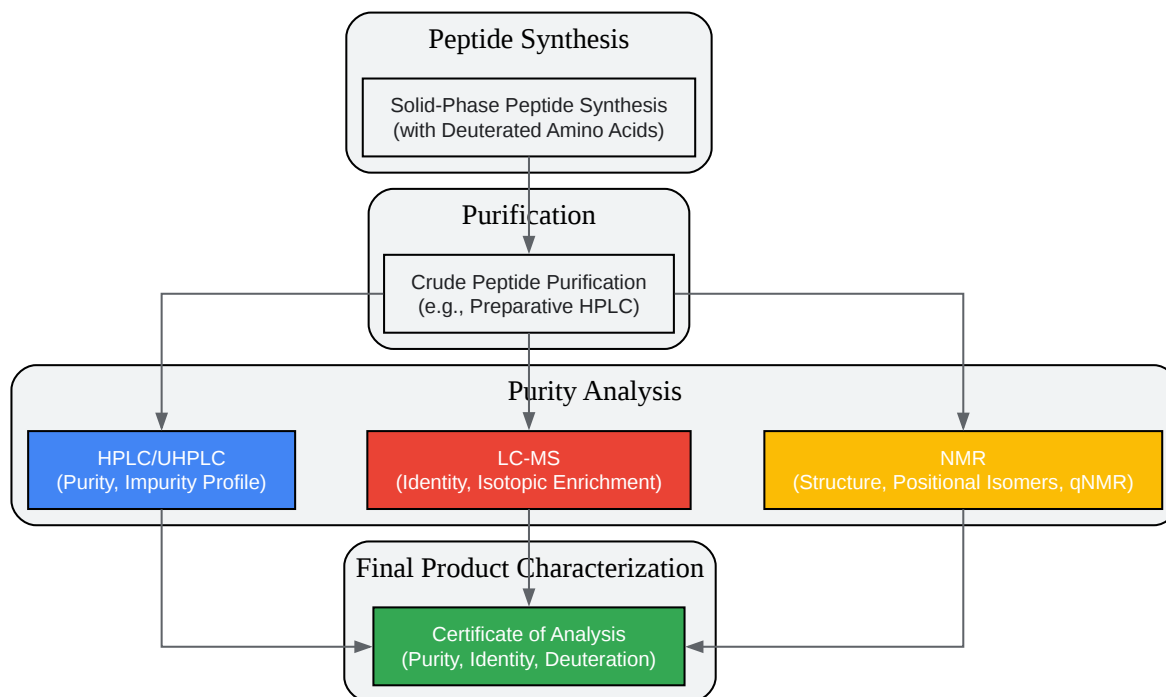 Peptide Synthesis
Solid-Phase Peptide Synthesis
(with Deuterated Amino Acids)
Purification
Crude Peptide Purification
(e.g., Preparative HPLC)
Purity Analysis
HPLC/UHPLC
(Purity, Impurity Profile)
LC-MS
(Identity, Isotopic Enrichment)
NMR
(Structure, Positional Isomers, qNMR)
Final Product Characterization
Certificate of Analysis
(Purity, Identity, Deuteration)